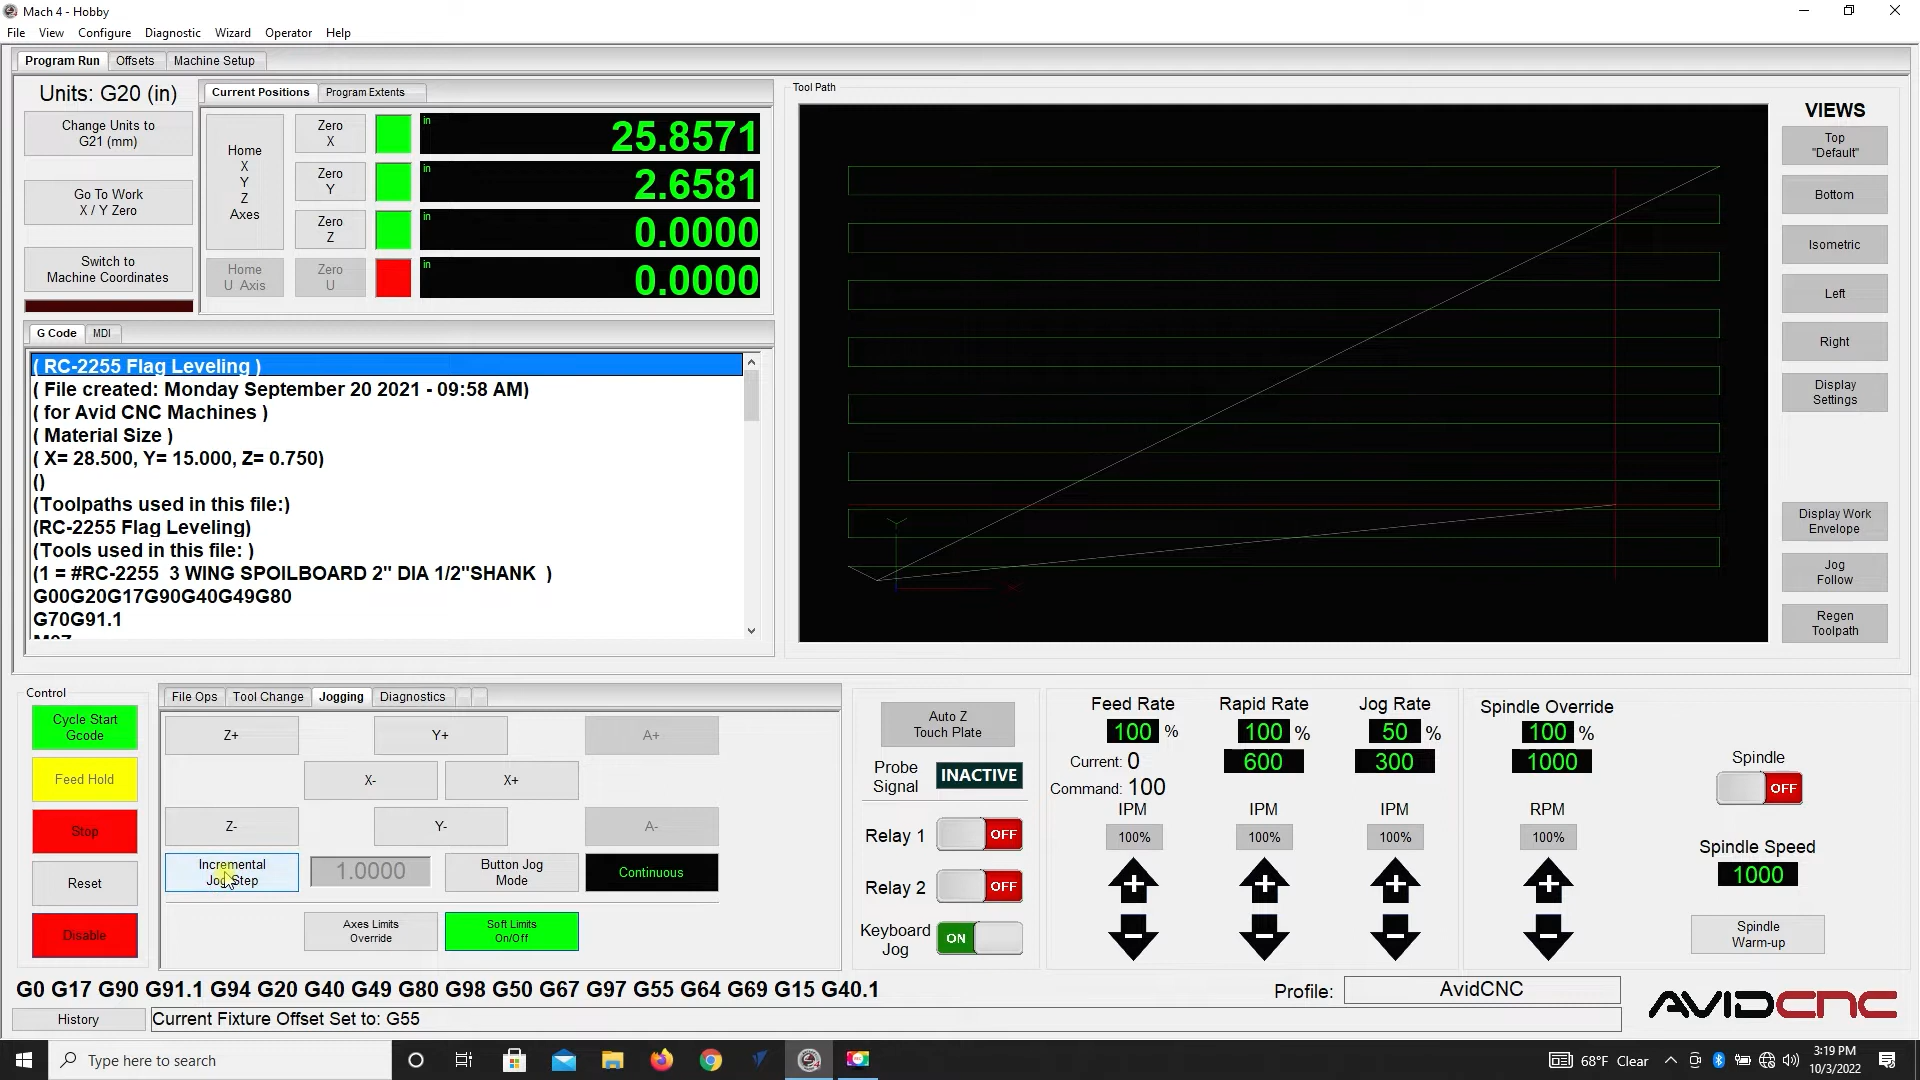 Mach 4 - Hobby
File View Configure Diagnostic Wizard Operator Help
Program Run Offsets Machine Setup
Units: G20 (in)
Change Units to
G21 (mm)
Go To Work
X / Y Zero
Switch to
Machine Coordinates
Current Positions Program Extents
Home
X
Y
Z
Axes
Zero
X
in
25.8571
Zero
Y
in
2.6581
Zero
Z
in
0.0000
Home
U Axis
Zero
U
in
0.0000
G Code MDI
( RC-2255 Flag Leveling )
( File created: Monday September 20 2021 - 09:58 AM)
( for Avid CNC Machines )
( Material Size )
( X= 28.500, Y= 15.000, Z= 0.750)
()
(Toolpaths used in this file:)
(RC-2255 Flag Leveling)
(Tools used in this file: )
(1 = #RC-2255 3 WING SPOILBOARD 2" DIA 1/2"SHANK )
G00G20G17G90G40G49G80
G70G91.1
Tool Path
VIEWS
Top
"Default"
Bottom
Isometric
Left
Right
Display
Settings
Display Work
Envelope
Jog
Follow
Regen
Toolpath
Control
Cycle Start
Gcode
Feed Hold
Stop
Reset
Disable
File Ops Tool Change Jogging Diagnostics
Z+ Y+ A+
X- X+
Z- Y- A-
Incremental
Jog Step
1.0000
Button Jog
Mode
Continuous
Axes Limits
Override
Soft Limits
On/Off
Auto Z
Touch Plate
Probe
Signal
INACTIVE
Relay 1 OFF
Relay 2 OFF
Keyboard
Jog
ON
Feed Rate
100 %
Current: 0
Command: 100
IPM
100%
Rapid Rate
100 %
600
IPM
100%
Jog Rate
50 %
300
IPM
100%
Spindle Override
100 %
1000
RPM
100%
Spindle
OFF
Spindle Speed
1000
Spindle
Warm-up
G0 G17 G90 G91.1 G94 G20 G40 G49 G80 G98 G50 G67 G97 G55 G64 G69 G15 G40.1
Profile: AvidCNC
AVIDCNC
History Current Fixture Offset Set to: G55
Type here to search
68°F Clear
3:19 PM
10/3/2022